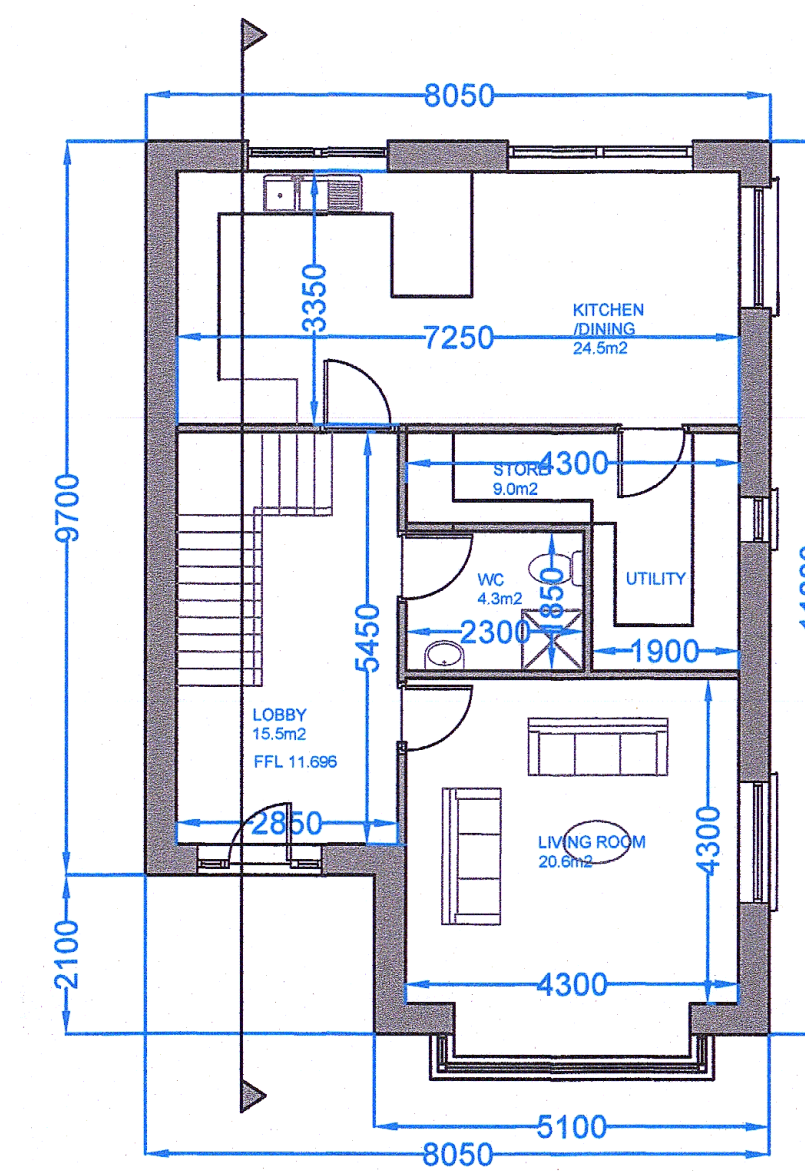 8050
3350
KITCHEN
/DINING
24.5m2
7250
9700
STORE
4300
9.0m2
WC
4.3m2
1850
UTILITY
2300
1900
5450
LOBBY
15.5m2
FFL 11.696
2850
LIVING ROOM
20.6m2
4300
2100
4300
5100
8050